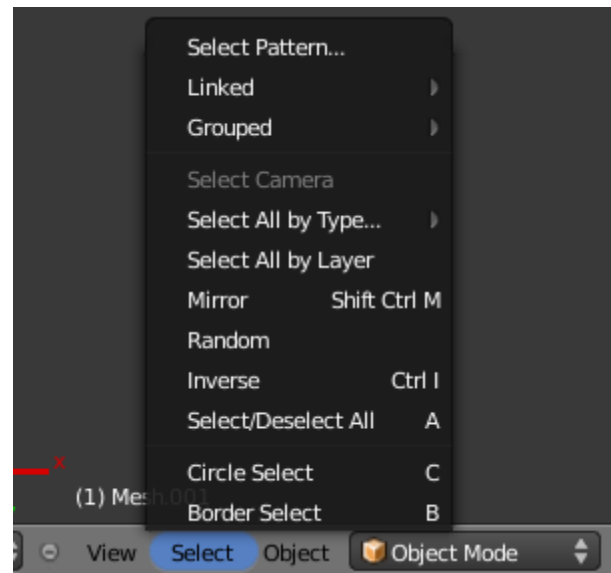 Select Pattern...
Linked
Grouped
Select Camera
Select All by Type...
Select All by Layer
Mirror Shift Ctrl M
Random
Inverse Ctrl I
Select/Deselect All A
Circle Select C
x
(1) Mesh.001
Border Select B
View Select Object Object Mode